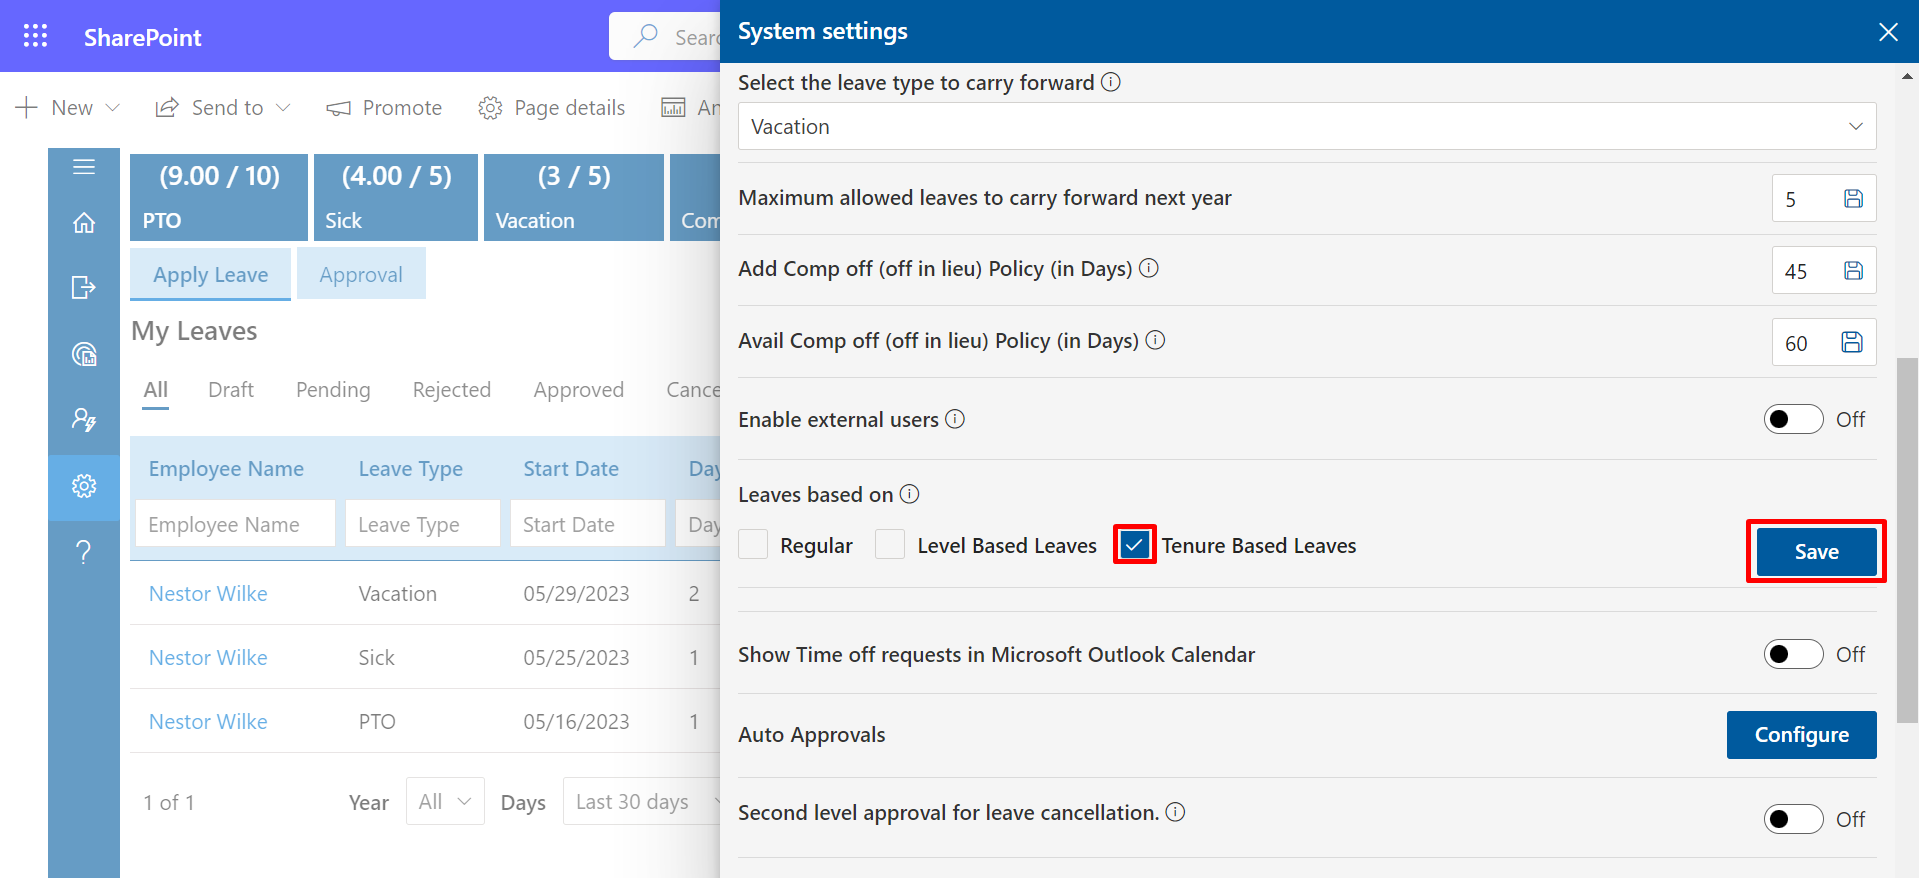 SharePoint
Sear
New
Send to
Promote
Page details
An
(9.00 / 10)
PTO
(4.00 / 5)
Sick
(3 / 5)
Vacation
Com
Apply Leave
Approval
My Leaves
All
Draft
Pending
Rejected
Approved
Cance
Employee Name
Leave Type
Start Date
Day
Employee Name
Leave Type
Start Date
Day
Nestor Wilke
Vacation
05/29/2023
2
Nestor Wilke
Sick
05/25/2023
1
Nestor Wilke
PTO
05/16/2023
1
1 of 1
Year
All
Days
Last 30 days
System settings
Select the leave type to carry forward
Vacation
Maximum allowed leaves to carry forward next year
5
Add Comp off (off in lieu) Policy (in Days)
45
Avail Comp off (off in lieu) Policy (in Days)
60
Enable external users
Off
Leaves based on
Regular
Level Based Leaves
Tenure Based Leaves
Save
Show Time off requests in Microsoft Outlook Calendar
Off
Auto Approvals
Configure
Second level approval for leave cancellation.
Off